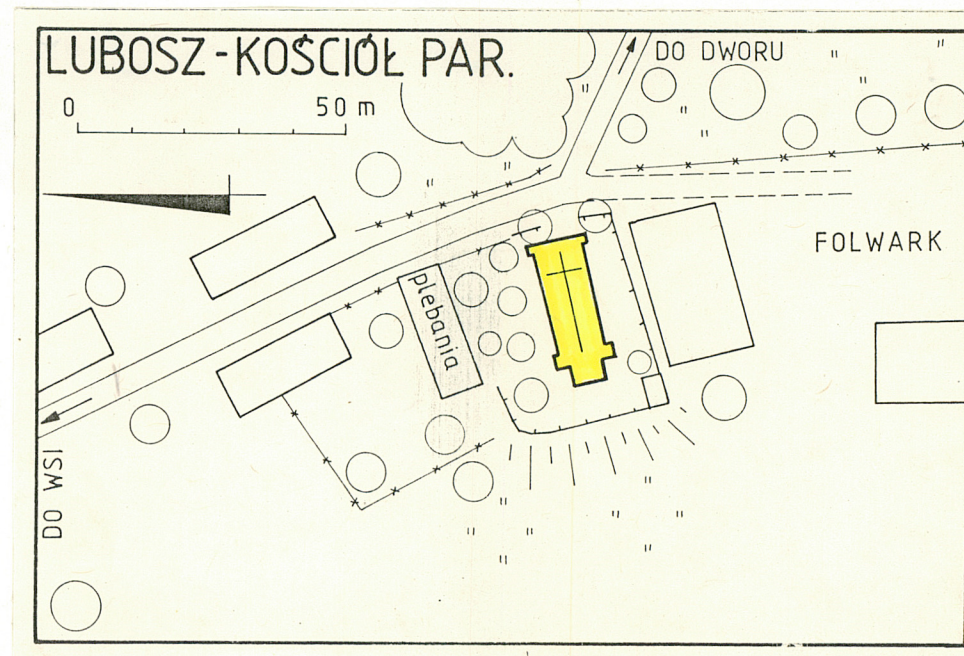 LUBOSZ-KOŚCIÓŁ PAR.
DO DWORU
0 50 m
FOLWARK
plebania
DO WSI